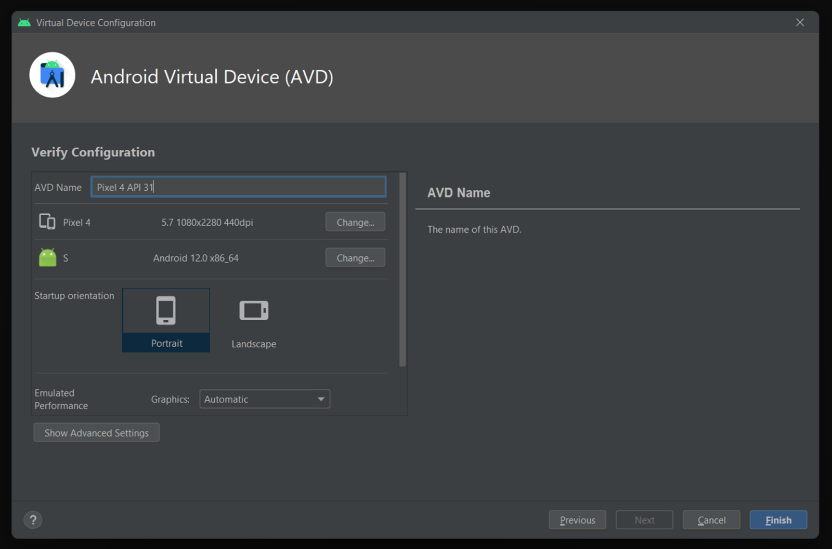 Virtual Device Configuration
Android Virtual Device (AVD)
Verify Configuration
AVD Name Pixel 4 API 31
Pixel 4 5.7 1080x2280 440dpi Change...
S Android 12.0 x86_64 Change...
Startup orientation
Portrait Landscape
Emulated
Performance
Graphics: Automatic
Show Advanced Settings
AVD Name
The name of this AVD.
?
Previous Next Cancel Finish